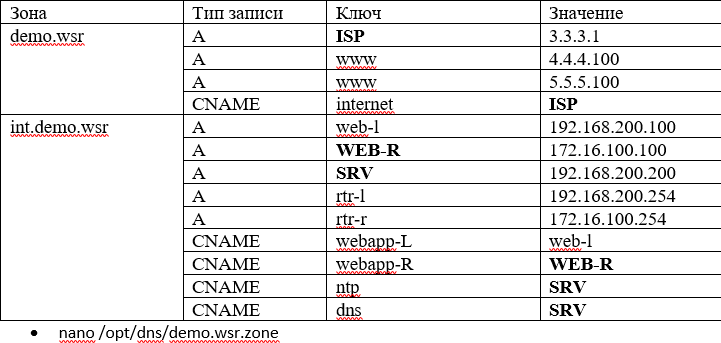 Зона Тип записи Ключ Значение
demo.wsr A ISP 3.3.3.1
A www 4.4.4.100
A www 5.5.5.100
CNAME internet ISP
int.demo.wsr A web-l 192.168.200.100
A WEB-R 172.16.100.100
A SRV 192.168.200.200
A rtr-l 192.168.200.254
A rtr-r 172.16.100.254
CNAME webapp-L web-l
CNAME webapp-R WEB-R
CNAME ntp SRV
CNAME dns SRV
• nano /opt/dns/demo.wsr.zone